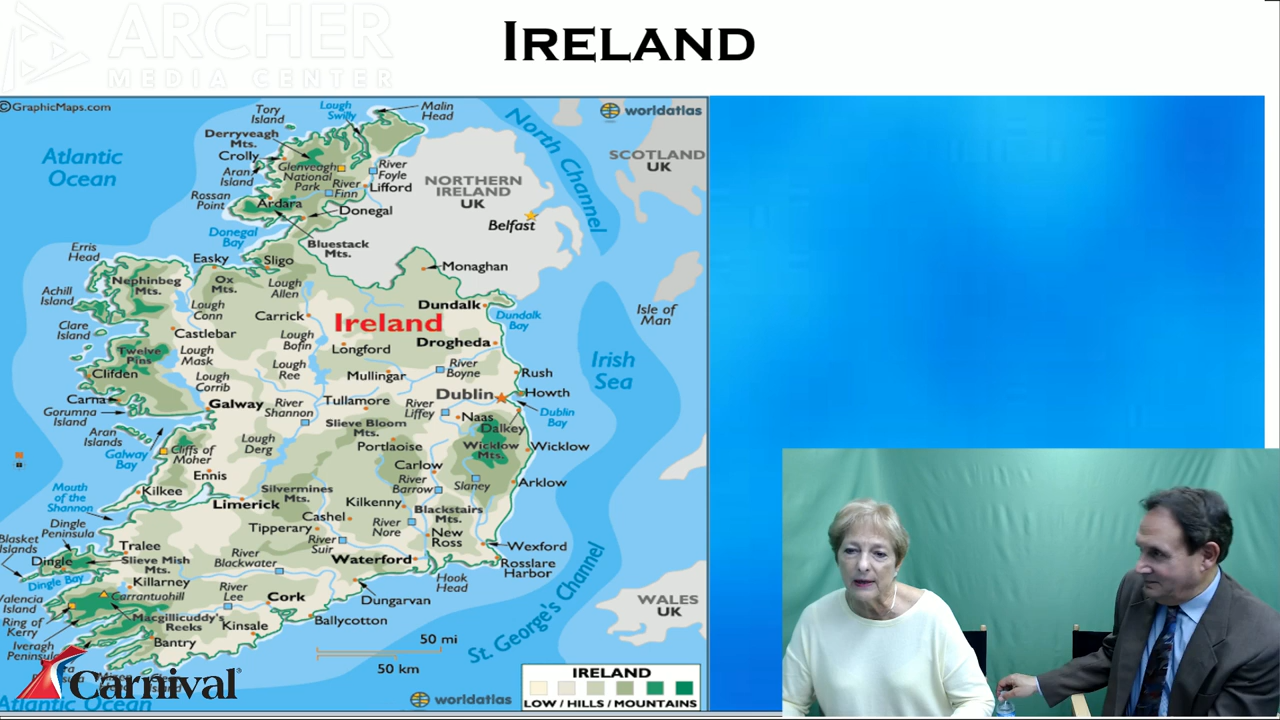 ARCHER
MEDIA CENTER
IRELAND
©GraphicMaps.com
worldatlas
Tory
Island
Lough
Swilly
Malin
Head
North Channel
Derryveagh
Mts.
Atlantic
Ocean
Crolly
Glenveagh
National
Park
River
Foyle
SCOTLAND
UK
Aran
Island
River
Finn
Lifford
NORTHERN
IRELAND
UK
Rossan
Point
Ardara
Donegal
Belfast
Donegal
Bay
Bluestack
Mts.
Erris
Head
Easky
Sligo
Monaghan
Nephinbeg
Mts.
Ox
Mts.
Lough
Allen
Achill
Island
Lough
Conn
Carrick
Dundalk
Dundalk
Bay
Isle of
Man
Ireland
Clare
Island
Castlebar
Lough
Bofin
Longford
Drogheda
Twelve
Pins
Lough
Mask
Irish
Sea
Clifden
Lough
Corrib
Lough
Ree
Mullingar
River
Boyne
Rush
Carna
Galway
River
Shannon
Tullamore
River
Liffey
Dublin
Howth
Gorumna
Island
Dublin
Bay
Aran
Islands
Galway
Bay
Slieve Bloom
Mts.
Naas
Dalkey
Cliffs of
Moher
Lough
Derg
Portlaoise
Wicklow
Mts.
Wicklow
Ennis
Carlow
Mouth
of the
Shannon
Kilkee
Limerick
Silvermines
Mts.
River
Barrow
Slaney
Arklow
Kilkenny
Dingle
Peninsula
Cashel
Tipperary
River
Nore
Blackstairs
Mts.
New
Ross
Blasket
Islands
Tralee
Dingle
Slieve Mish
Mts.
River
Blackwater
River
Suir
Waterford
Wexford
Rosslare
Harbor
Dingle Bay
Killarney
Hook
Head
Valencia
Island
Carrantuohill
River
Lee
Cork
Dungarvan
WALES
UK
Ring of
Kerry
Macgillicuddy's
Reeks
Kinsale
Ballycotton
St. George's Channel
Iveragh
Peninsula
Bantry
50 mi
50 km
Carnival
Atlantic Ocean
worldatlas
IRELAND
LOW / HILLS / MOUNTAINS